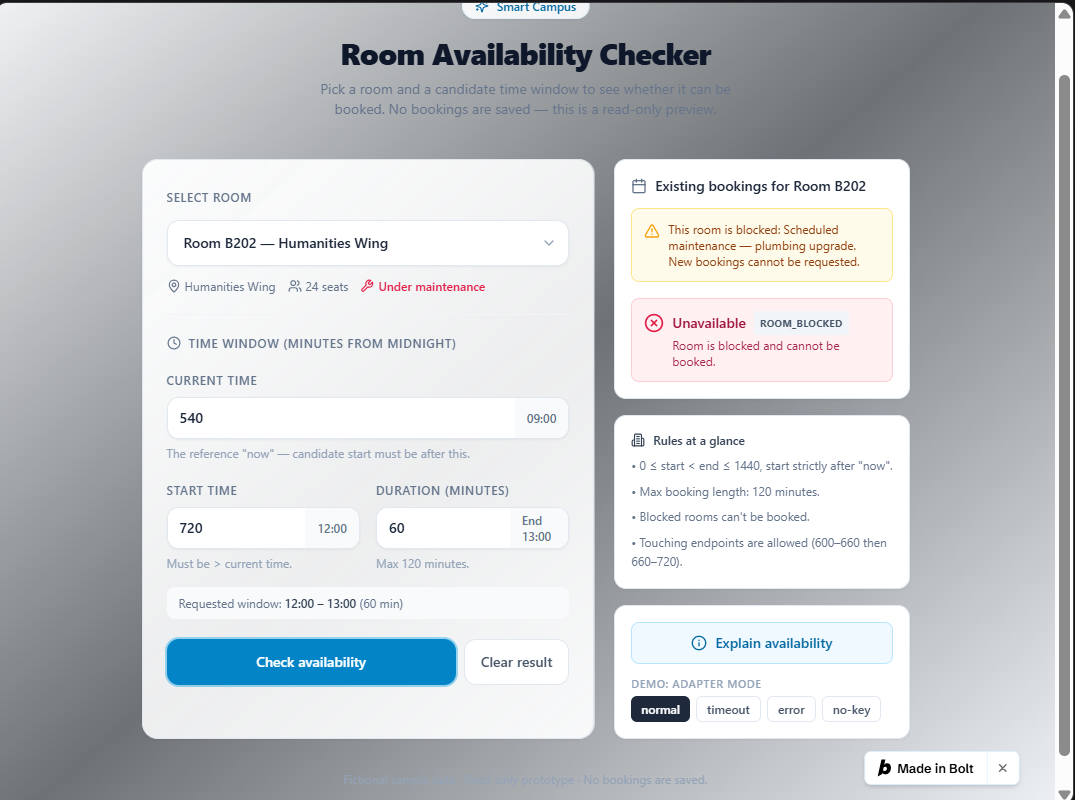 Smart Campus
Room Availability Checker
Pick a room and a candidate time window to see whether it can be
booked. No bookings are saved — this is a read-only preview.
SELECT ROOM
Room B202 — Humanities Wing
Humanities Wing 24 seats Under maintenance
TIME WINDOW (MINUTES FROM MIDNIGHT)
CURRENT TIME
540 09:00
The reference "now" — candidate start must be after this.
START TIME DURATION (MINUTES)
720 12:00 60 End
13:00
Must be > current time. Max 120 minutes.
Requested window: 12:00 – 13:00 (60 min)
Check availability Clear result
Existing bookings for Room B202
This room is blocked: Scheduled
maintenance — plumbing upgrade.
New bookings cannot be requested.
Unavailable ROOM_BLOCKED
Room is blocked and cannot be
booked.
Rules at a glance
• 0 ≤ start < end ≤ 1440, start strictly after "now".
• Max booking length: 120 minutes.
• Blocked rooms can't be booked.
• Touching endpoints are allowed (600–660 then
660–720).
Explain availability
DEMO: ADAPTER MODE
normal timeout error no-key
Fictional prototype · No bookings are saved.
b Made in Bolt